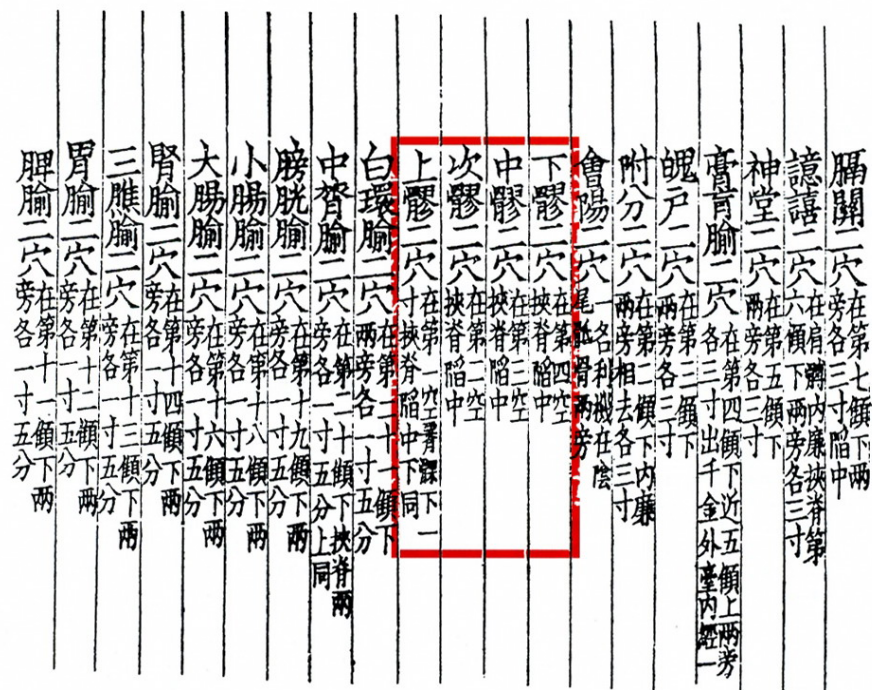 膈關二穴在第七顀下兩旁各三寸陷中
譩譆二穴在肩髆内廉挾脊第六顀下兩旁各三寸
神堂二穴在第五顀下兩旁各三寸
膏肓腧二穴在第四顀下近五顀上兩旁各三寸出千金外臺内經一
魄戶二穴在第三顀下兩旁各三寸
附分二穴在第二顀下内廉兩旁相去各三寸
會陽二穴一名利機在陰尾骶骨兩旁
下髎二穴在第四空挾脊陷中
中髎二穴在第三空挾脊陷中
次髎二穴在第二空挾脊陷中
上髎二穴在第一空髁下一寸挾脊陷中下同
白環腧二穴在第二十一顀下兩旁各一寸五分
中膂腧二穴在第二十顀下挾脊兩旁各一寸五分上同
膀胱腧二穴在第十九顀下兩旁各一寸五分
小腸腧二穴在第十八顀下兩旁各一寸五分
大腸腧二穴在第十六顀下兩旁各一寸五分
腎腧二穴在第十四顀下兩旁各一寸五分
三膲腧二穴在第十三顀下兩旁各一寸五分
胃腧二穴在第十二顀下兩旁各一寸五分
脾腧二穴在第十一顀下兩旁各一寸五分